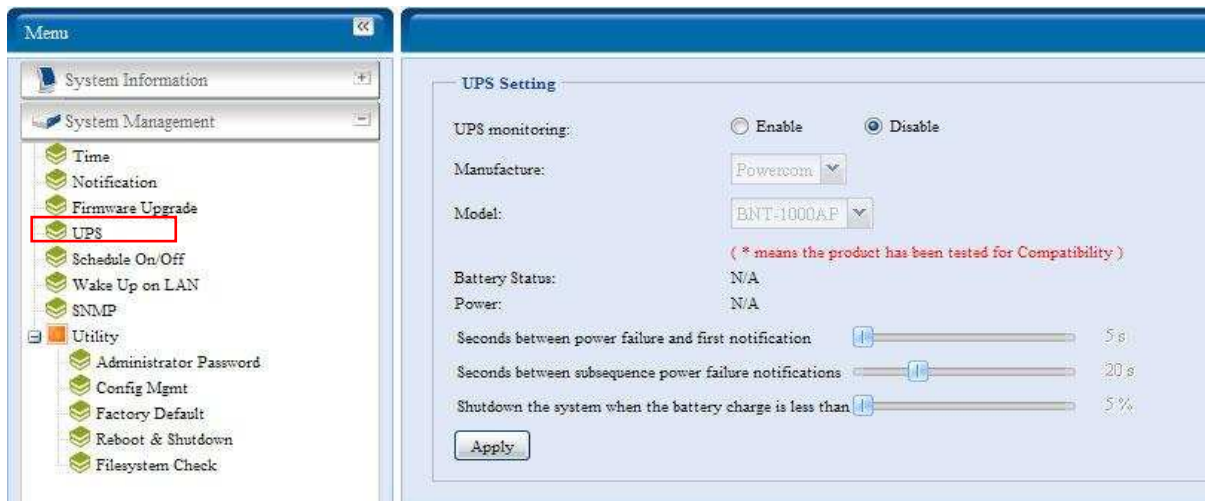 Menu
System Information
System Management
Time
Notification
Firmware Upgrade
UPS
Schedule On/Off
Wake Up on LAN
SNMP
Utility
Administrator Password
Config Mgmt
Factory Default
Reboot & Shutdown
Filesystem Check
UPS Setting
UPS monitoring: Enable Disable
Manufacture: Powercom
Model: BNT-1000AP
( * means the product has been tested for Compatibility )
Battery Status: N/A
Power: N/A
Seconds between power failure and first notification 5 s
Seconds between subsequence power failure notifications 20 s
Shutdown the system when the battery charge is less than 5 %
Apply